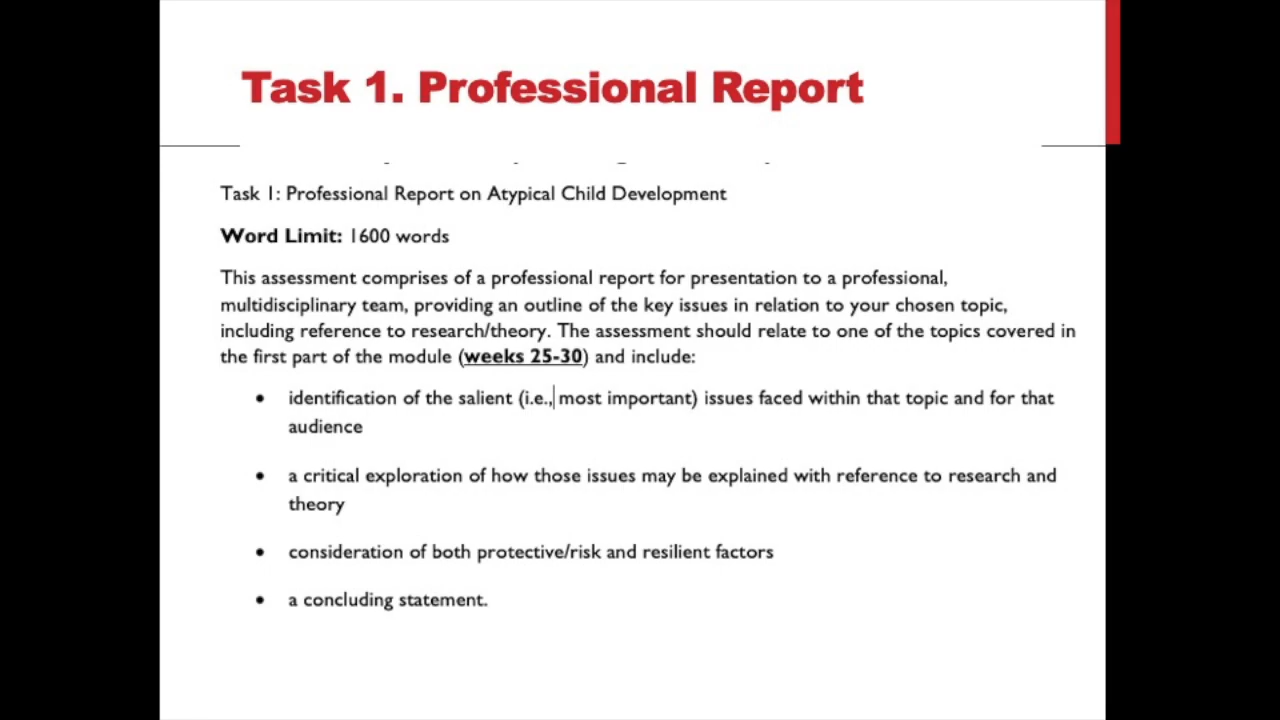 Task 1. Professional Report
Task 1: Professional Report on Atypical Child Development
Word Limit: 1600 words
This assessment comprises of a professional report for presentation to a professional,
multidisciplinary team, providing an outline of the key issues in relation to your chosen topic,
including reference to research/theory. The assessment should relate to one of the topics covered in
the first part of the module (weeks 25-30) and include:
• identification of the salient (i.e., most important) issues faced within that topic and for that
audience
• a critical exploration of how those issues may be explained with reference to research and
theory
• consideration of both protective/risk and resilient factors
• a concluding statement.